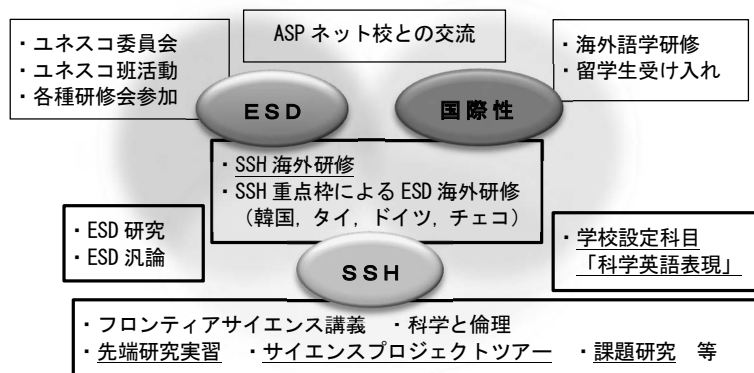 ASP ネット校との交流
・ユネスコ委員会
・ユネスコ班活動
・各種研修会参加
・海外語学研修
・留学生受け入れ
ESD
国際性
・SSH 海外研修
・SSH 重点枠による ESD 海外研修
（韓国, タイ, ドイツ, チェコ）
・ESD 研究
・ESD 汎論
・学校設定科目
「科学英語表現」
SSH
・フロンティアサイエンス講義　・科学と倫理
・先端研究実習　・サイエンスプロジェクトツアー　・課題研究　等